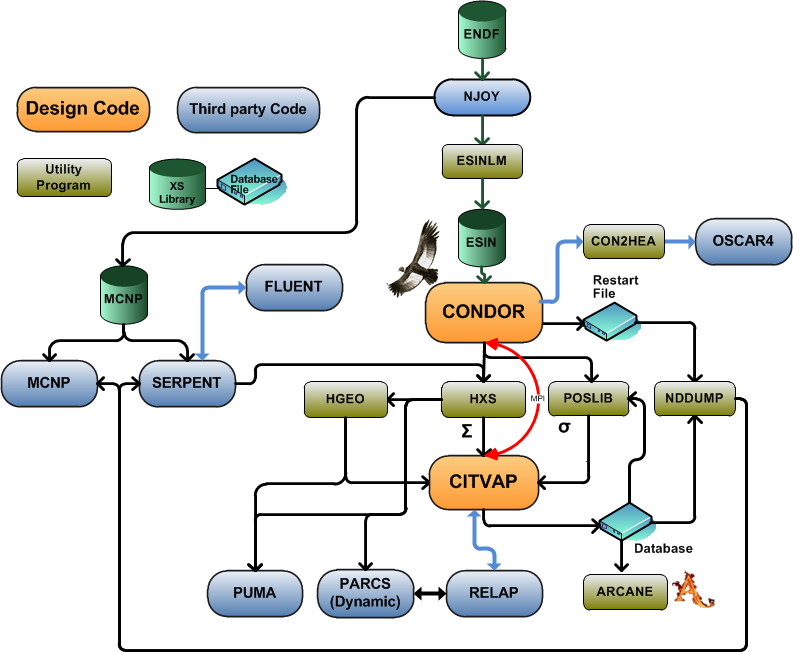 ENDF
NJOY
Design Code
Third party Code
ESINLM
Utility
Program
XS
Library
Database
File
ESIN
CON2HEA
OSCAR4
MCNP
FLUENT
Restart
File
CONDOR
MCNP
SERPENT
HGEO
HXS
MPI
POSLIB
NDDUMP
Σ
σ
CITVAP
Database
PUMA
PARCS
(Dynamic)
RELAP
ARCANE
A